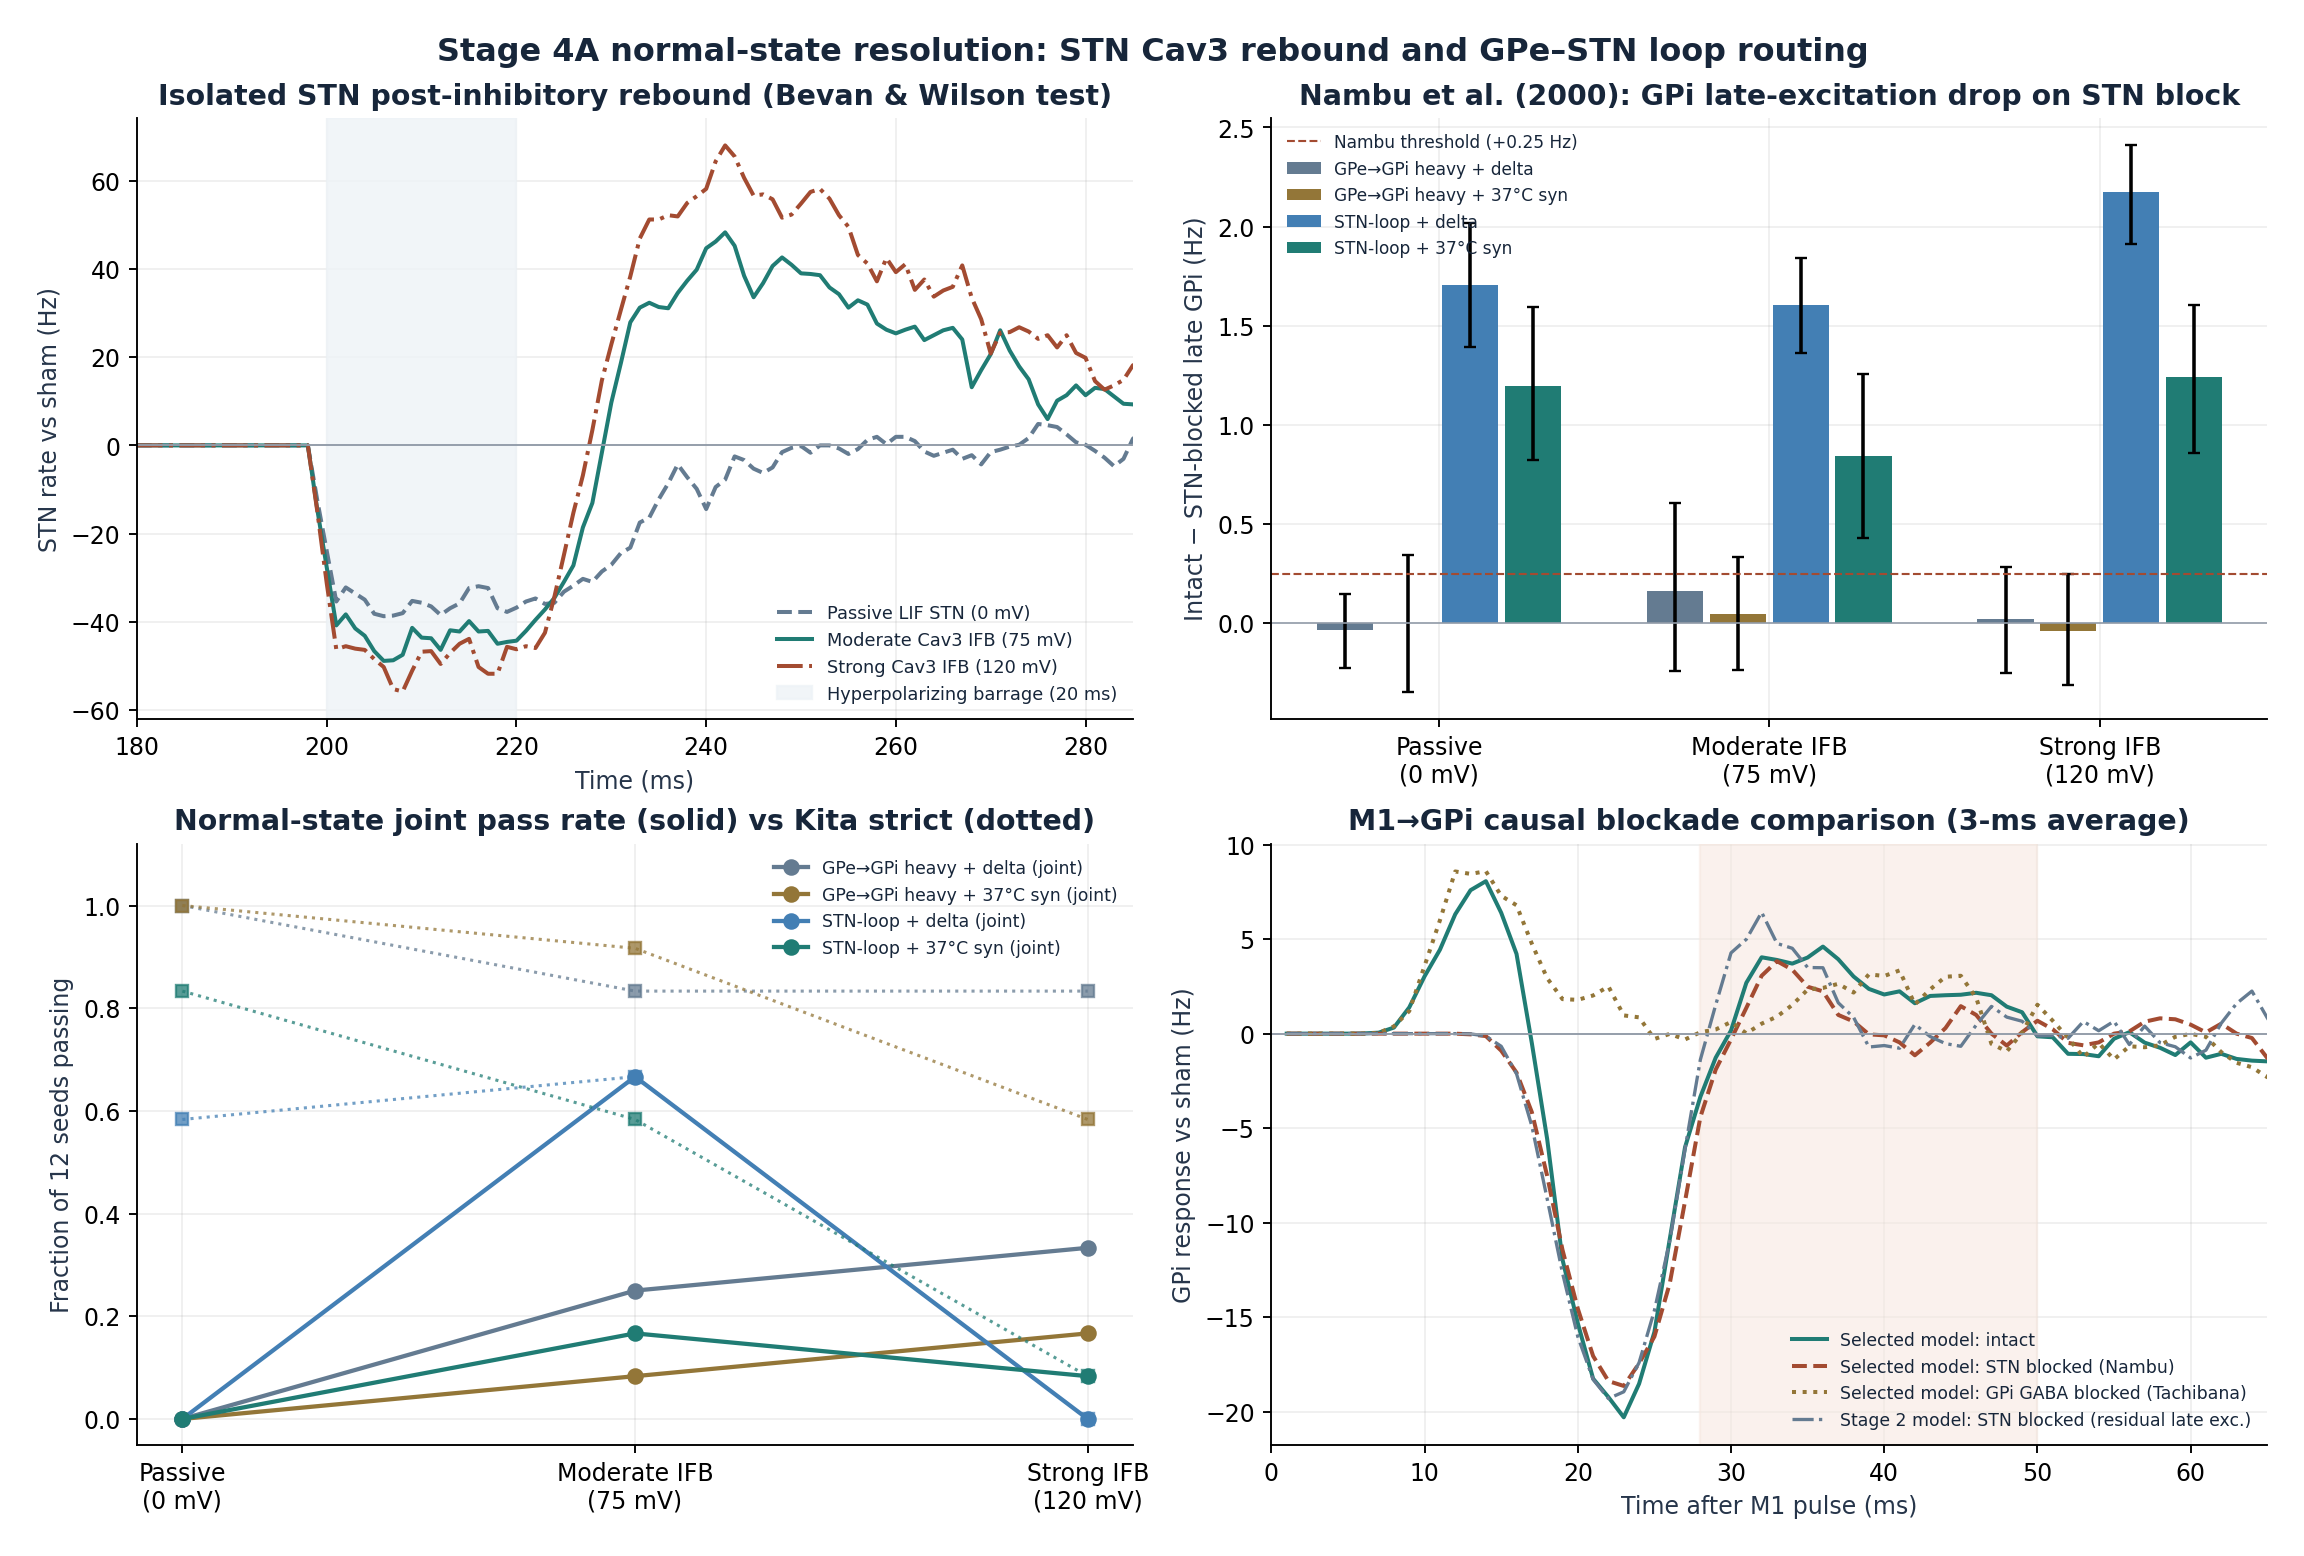 Stage 4A normal-state resolution: STN Cav3 rebound and GPe–STN loop routing
Isolated STN post-inhibitory rebound (Bevan & Wilson test)
STN rate vs sham (Hz)
60
40
20
0
−20
−40
−60
Passive LIF STN (0 mV)
Moderate Cav3 IFB (75 mV)
Strong Cav3 IFB (120 mV)
Hyperpolarizing barrage (20 ms)
180 200 220 240 260 280
Time (ms)
Nambu et al. (2000): GPi late-excitation drop on STN block
Intact − STN-blocked late GPi (Hz)
2.5
2.0
1.5
1.0
0.5
0.0
Nambu threshold (+0.25 Hz)
GPe→GPi heavy + delta
GPe→GPi heavy + 37°C syn
STN-loop + delta
STN-loop + 37°C syn
Passive Moderate IFB Strong IFB
(0 mV) (75 mV) (120 mV)
Normal-state joint pass rate (solid) vs Kita strict (dotted)
Fraction of 12 seeds passing
1.0
0.8
0.6
0.4
0.2
0.0
GPe→GPi heavy + delta (joint)
GPe→GPi heavy + 37°C syn (joint)
STN-loop + delta (joint)
STN-loop + 37°C syn (joint)
Passive Moderate IFB Strong IFB
(0 mV) (75 mV) (120 mV)
M1→GPi causal blockade comparison (3-ms average)
GPi response vs sham (Hz)
10
5
0
−5
−10
−15
−20
Selected model: intact
Selected model: STN blocked (Nambu)
Selected model: GPi GABA blocked (Tachibana)
Stage 2 model: STN blocked (residual late exc.)
0 10 20 30 40 50 60
Time after M1 pulse (ms)